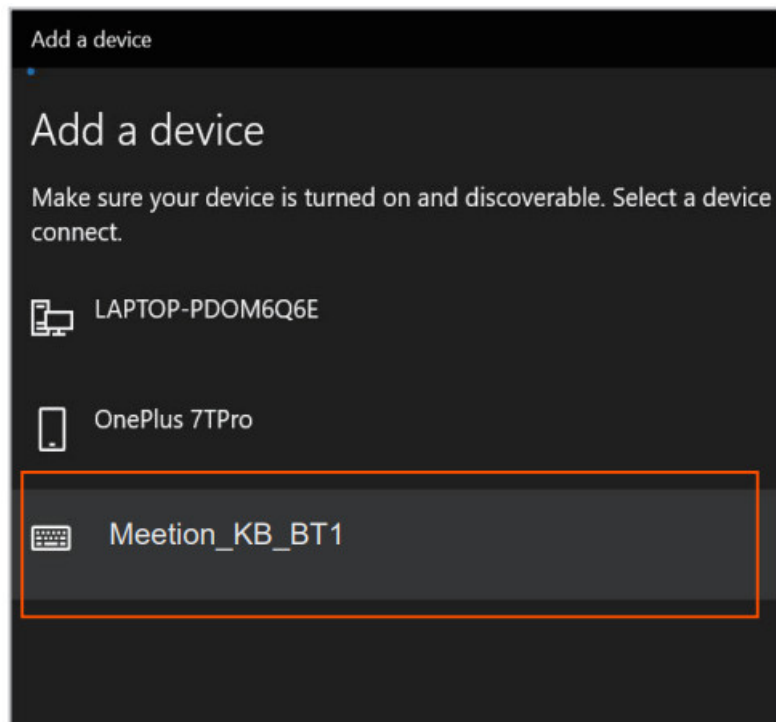 Add a device
Add a device
Make sure your device is turned on and discoverable. Select a device
connect.
LAPTOP-PDOM6Q6E
OnePlus 7TPro
Meetion_KB_BT1